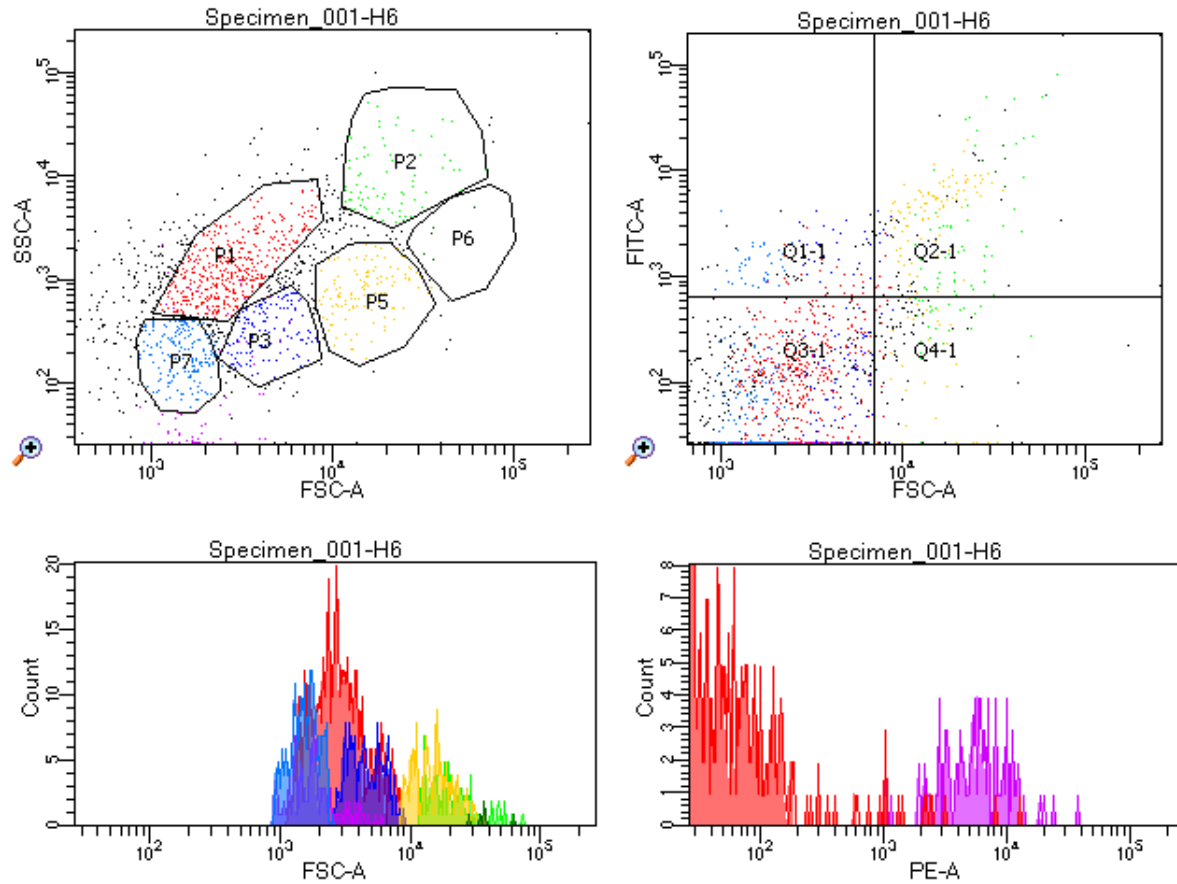 Specimen_001-H6
SSC-A
10^5
10^4
10^3
10^2
P1
P2
P3
P5
P6
P7
10^3 10^4 10^5
FSC-A
Specimen_001-H6
FITC-A
10^5
10^4
10^3
10^2
Q1-1 Q2-1
Q3-1 Q4-1
10^3 10^4 10^5
FSC-A
Specimen_001-H6
Count
20
15
10
5
0
10^2 10^3 10^4 10^5
FSC-A
Specimen_001-H6
Count
8
7
6
5
4
3
2
1
0
10^2 10^3 10^4 10^5
PE-A